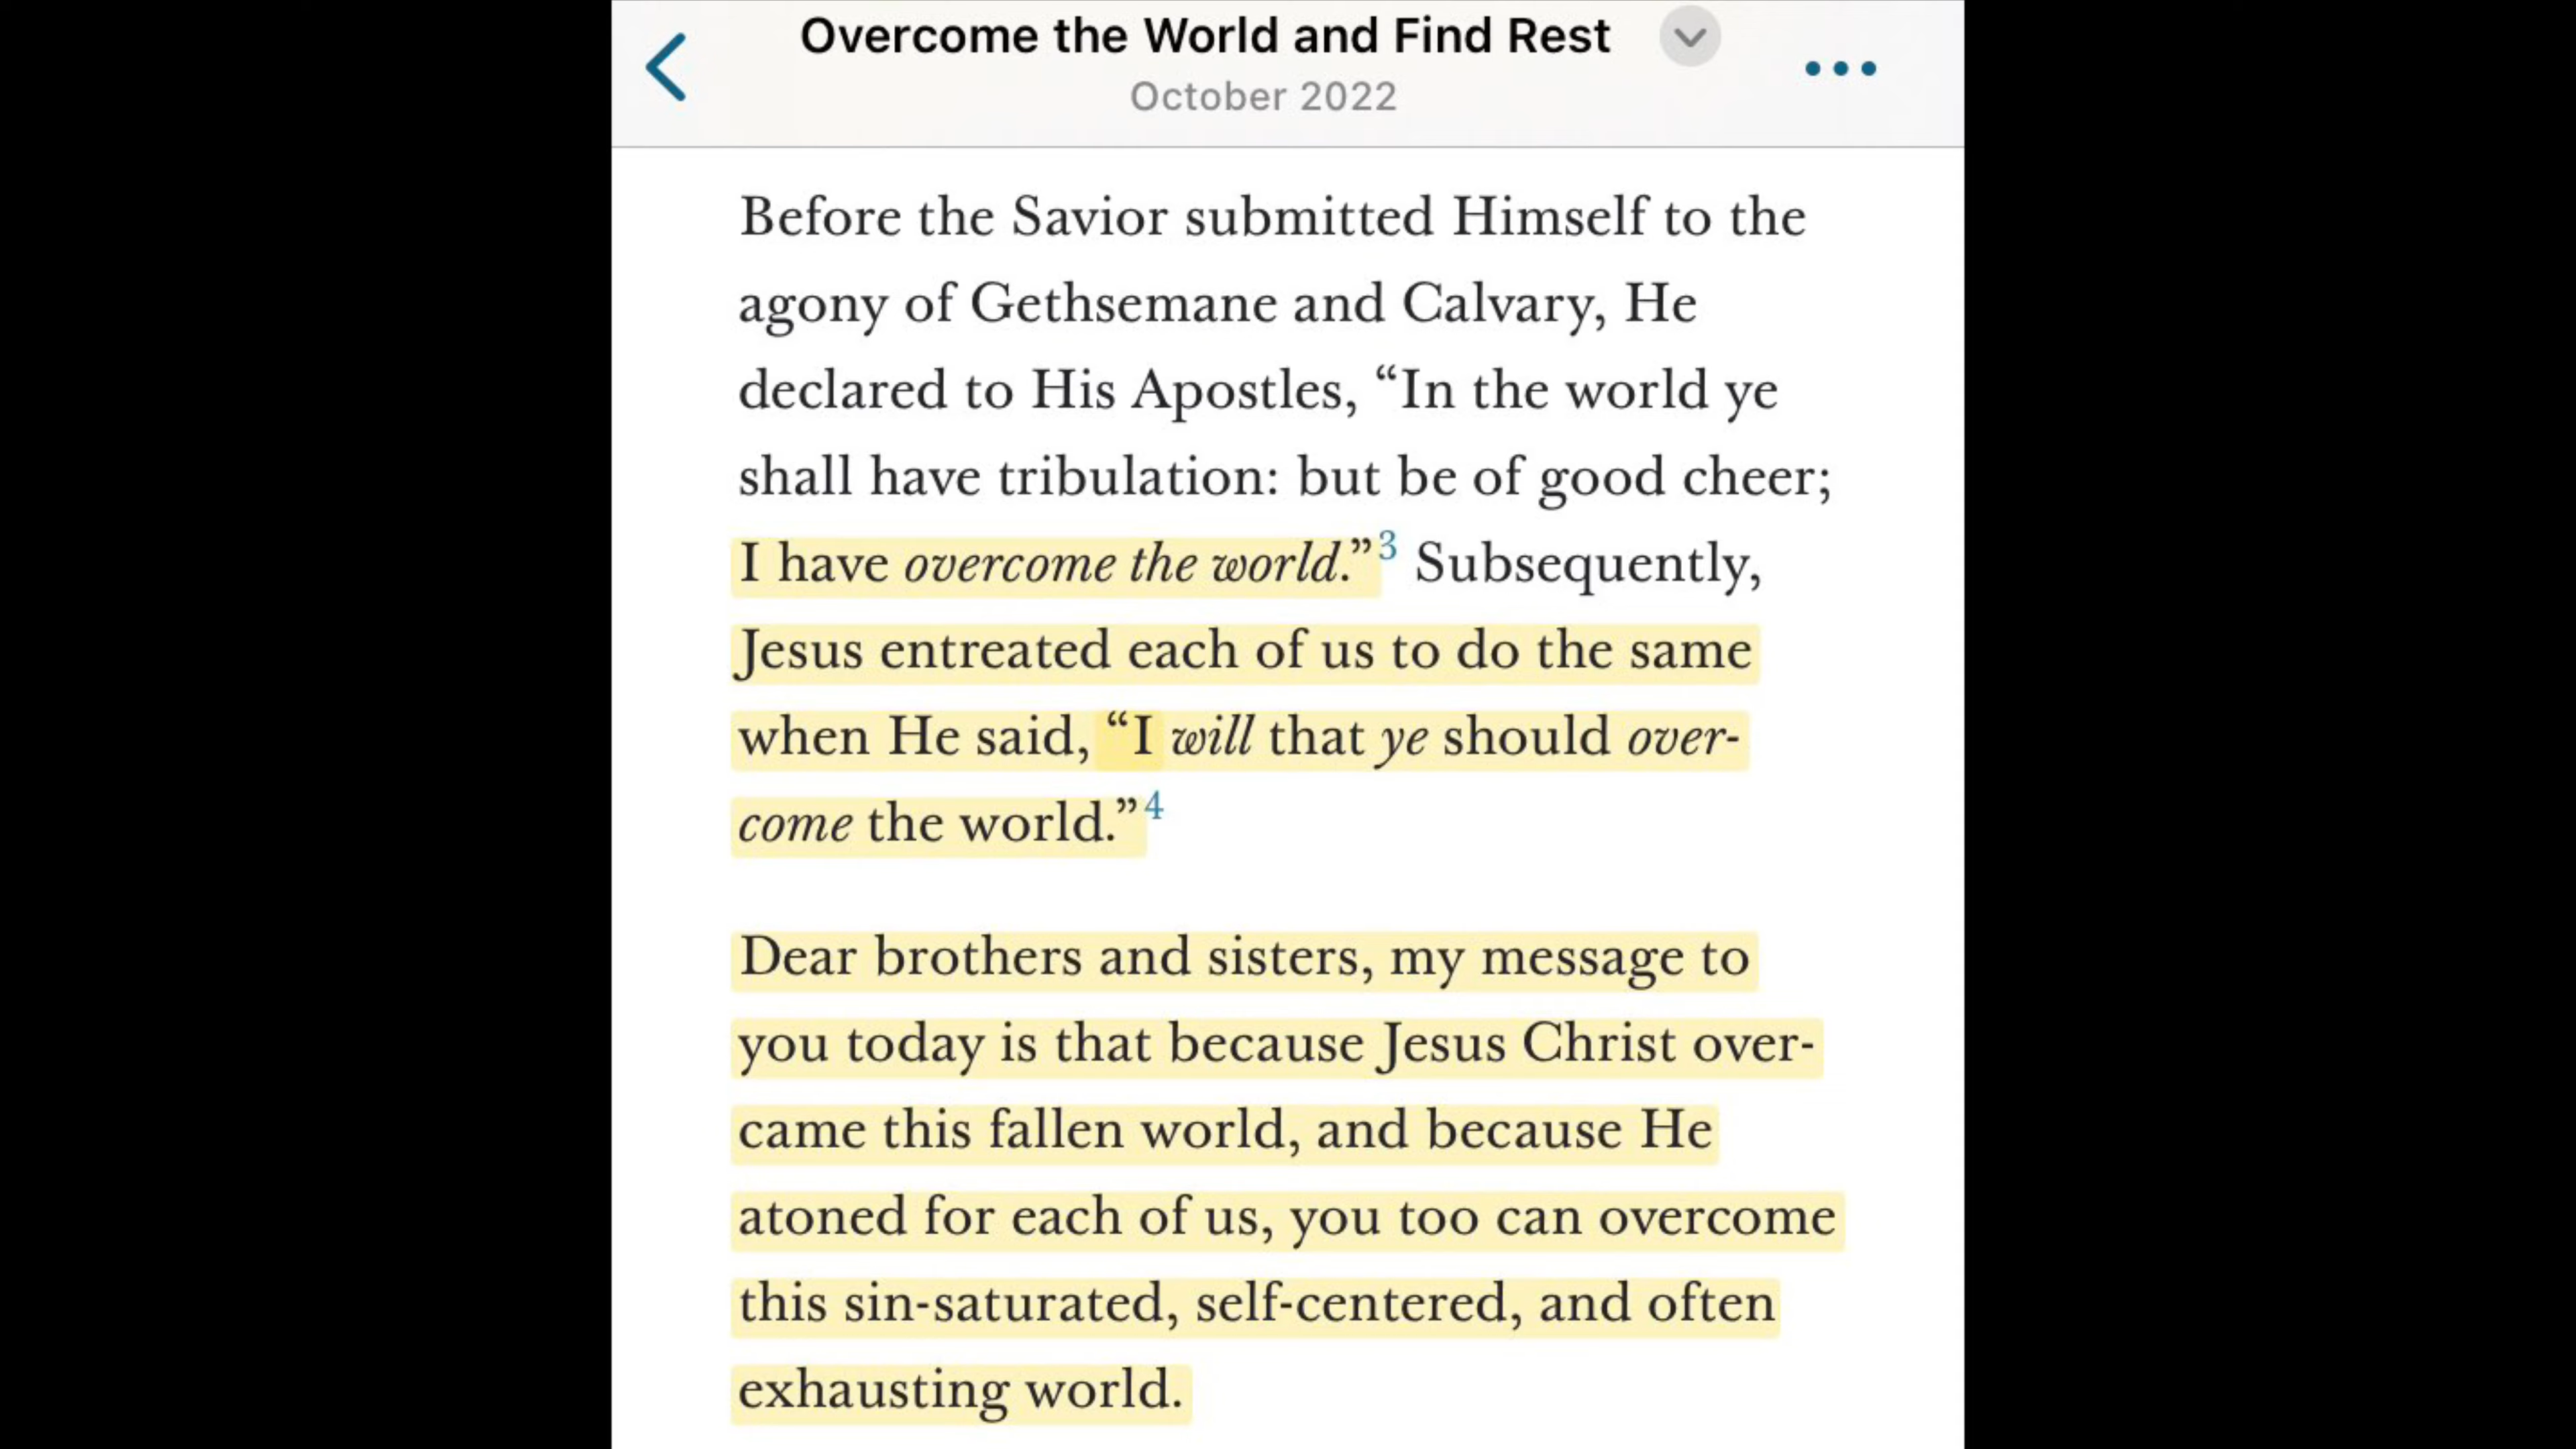 Overcome the World and Find Rest
October 2022
Before the Savior submitted Himself to the
agony of Gethsemane and Calvary, He
declared to His Apostles, “In the world ye
shall have tribulation: but be of good cheer;
I have overcome the world.”3 Subsequently,
Jesus entreated each of us to do the same
when He said, “I will that ye should over-
come the world.”4
Dear brothers and sisters, my message to
you today is that because Jesus Christ over-
came this fallen world, and because He
atoned for each of us, you too can overcome
this sin-saturated, self-centered, and often
exhausting world.